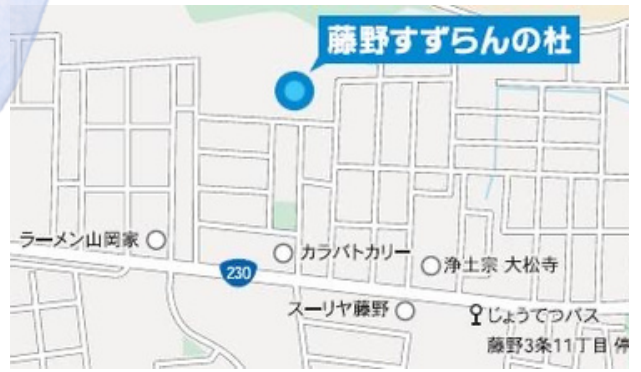 藤野すずらんの杜
ラーメン山岡家
230
カラバトカリー
浄土宗 大松寺
スーリヤ藤野
じょうてつバス
藤野3条11丁目 停